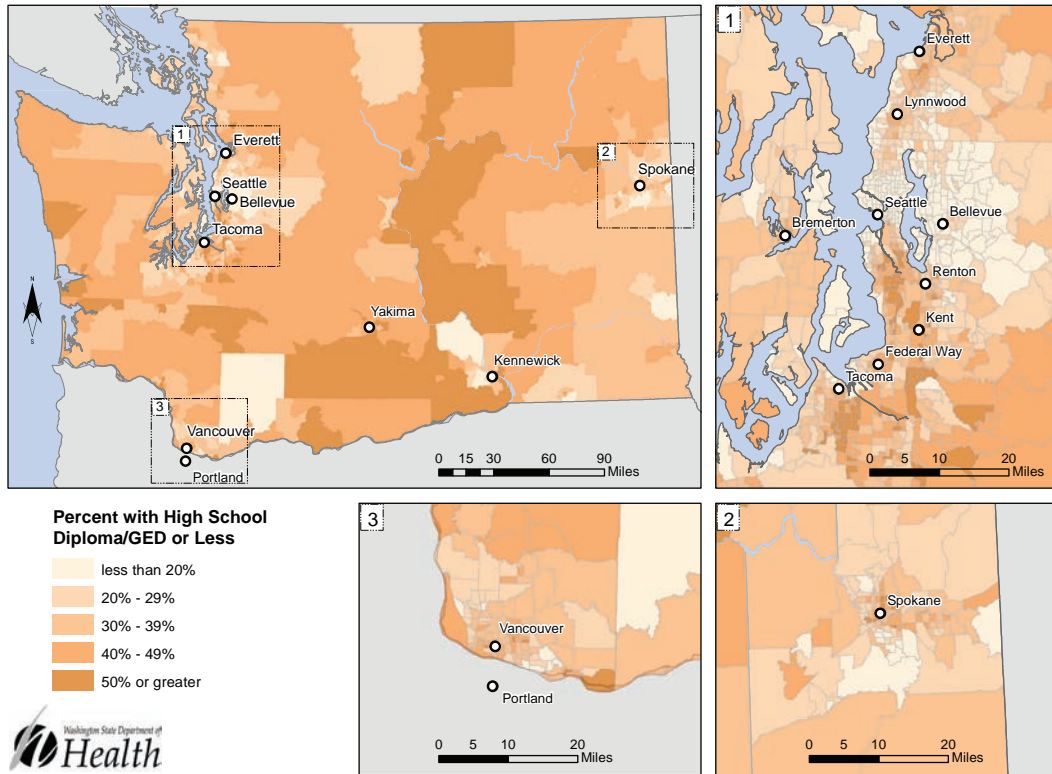 1
Everett
2
Spokane
Seattle
Bellevue
Tacoma
N
S
Yakima
Kennewick
3
Vancouver
Portland
0 15 30 60 90
Miles
1
Everett
Lynnwood
Seattle
Bellevue
Bremerton
Renton
Kent
Federal Way
Tacoma
0 5 10 20
Miles
Percent with High School
Diploma/GED or Less
less than 20%
20% - 29%
30% - 39%
40% - 49%
50% or greater
Washington State Department of
Health
3
Vancouver
Portland
0 5 10 20
Miles
2
Spokane
0 5 10 20
Miles